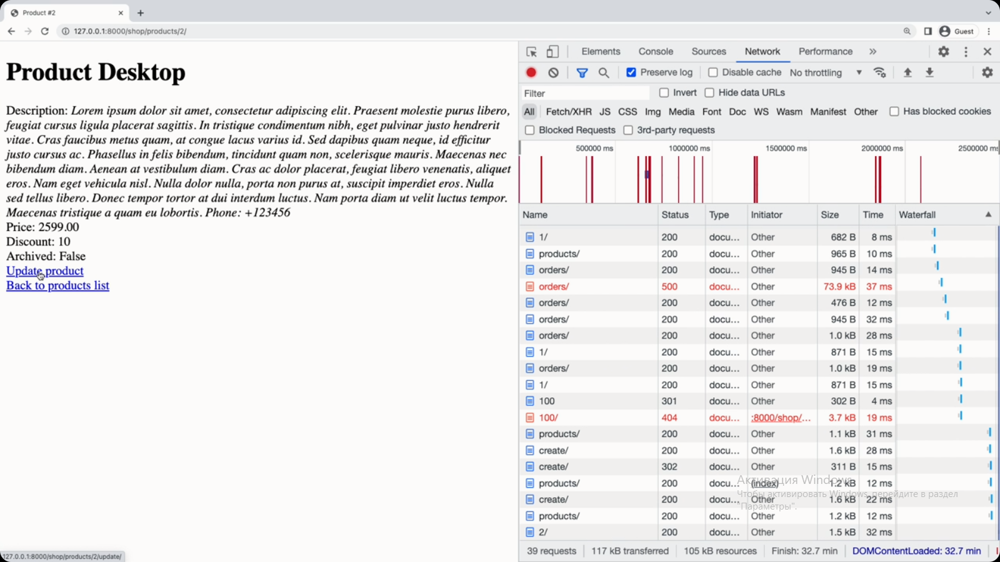 Product #2
127.0.0.1:8000/shop/products/2/
Guest
Product Desktop
Description: Lorem ipsum dolor sit amet, consectetur adipiscing elit. Praesent molestie purus libero,
feugiat cursus ligula placerat sagittis. In tristique condimentum nibh, eget pulvinar justo hendrerit
vitae. Cras faucibus metus quam, at congue lacus varius id. Sed dapibus quam neque, id efficitur
justo cursus ac. Phasellus in felis bibendum, tincidunt quam non, scelerisque mauris. Maecenas nec
bibendum diam. Aenean at vestibulum diam. Cras ac dolor placerat, feugiat libero venenatis, aliquet
eros. Nam eget vehicula nisl. Nulla dolor nulla, porta non purus at, suscipit imperdiet eros. Nulla
sed tellus libero. Donec tempor tortor at dui interdum luctus. Nam porta diam ut velit luctus tempor.
Maecenas tristique a quam eu lobortis. Phone: +123456
Price: 2599.00
Discount: 10
Archived: False
Update product
Back to products list
127.0.0.1:8000/shop/products/2/update/
Elements Console Sources Network Performance »
Preserve log Disable cache No throttling
Filter Invert Hide data URLs
All Fetch/XHR JS CSS Img Media Font Doc WS Wasm Manifest Other Has blocked cookies
Blocked Requests 3rd-party requests
500000 ms 1000000 ms 1500000 ms 2000000 ms 2500000 ms
Name Status Type Initiator Size Time Waterfall
1/ 200 docu... Other 682 B 8 ms
products/ 200 docu... Other 965 B 10 ms
orders/ 200 docu... Other 945 B 14 ms
orders/ 500 docu... Other 73.9 kB 37 ms
orders/ 200 docu... Other 476 B 12 ms
orders/ 200 docu... Other 945 B 32 ms
orders/ 200 docu... Other 1.0 kB 28 ms
1/ 200 docu... Other 871 B 15 ms
orders/ 200 docu... Other 1.0 kB 19 ms
1/ 200 docu... Other 871 B 15 ms
100 301 docu... Other 302 B 4 ms
100/ 404 docu... :8000/shop/... 3.7 kB 19 ms
products/ 200 docu... Other 1.1 kB 31 ms
create/ 200 docu... Other 1.6 kB 28 ms
create/ 302 docu... Other 311 B 15 ms
products/ 200 docu... (index) 1.2 kB 12 ms
create/ 200 docu... Other 1.6 kB 22 ms
products/ 200 docu... Other 1.2 kB 12 ms
2/ 200 docu... Other 1.5 kB 32 ms
Активация Windows
Чтобы активировать Windows, перейдите в раздел
"Параметры".
39 requests 117 kB transferred 105 kB resources Finish: 32.7 min DOMContentLoaded: 32.7 min